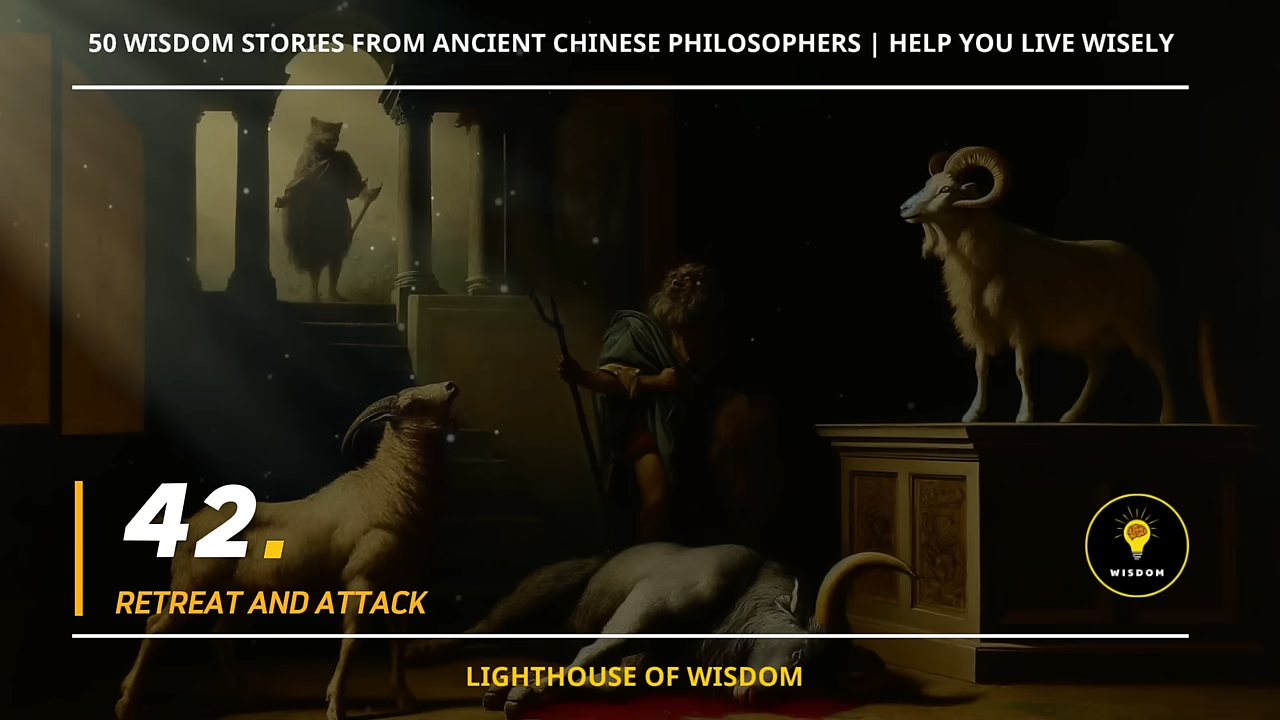 50 WISDOM STORIES FROM ANCIENT CHINESE PHILOSOPHERS | HELP YOU LIVE WISELY
42.
RETREAT AND ATTACK
WISDOM
LIGHTHOUSE OF WISDOM